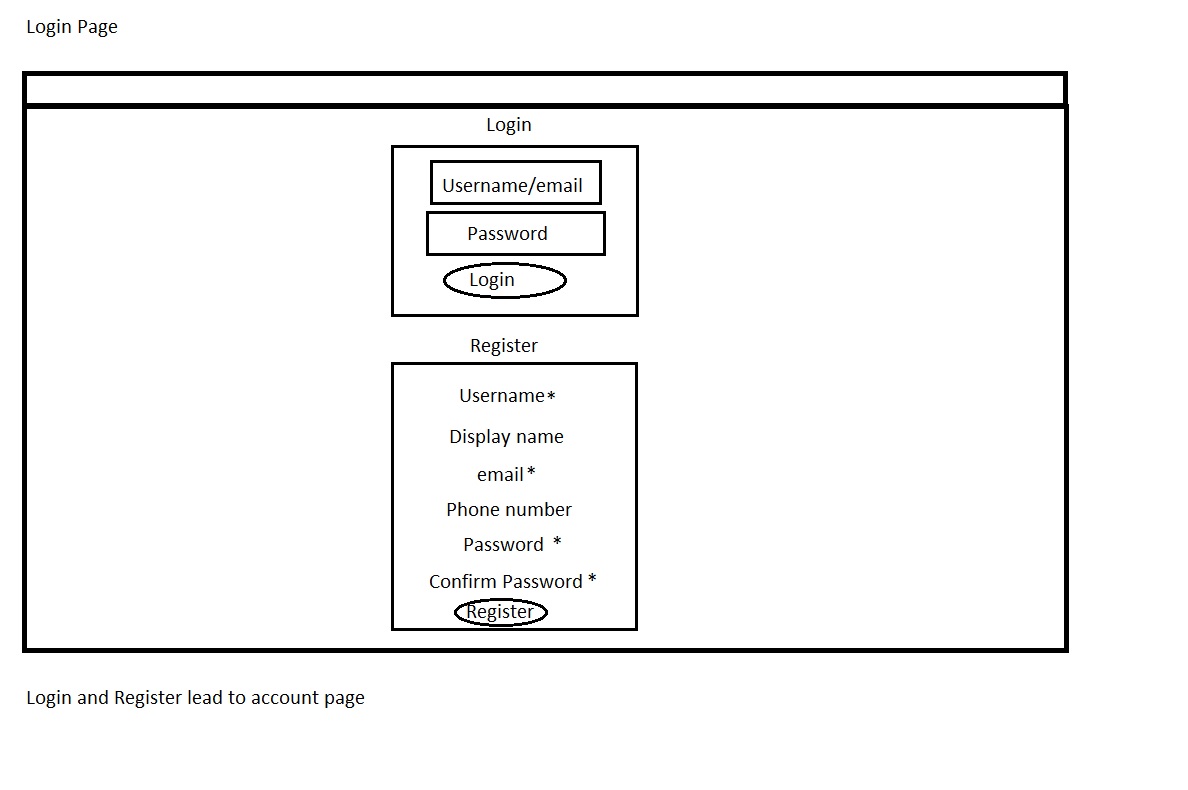 Login Page
Login
Username/email
Password
Login
Register
Username*
Display name
email*
Phone number
Password *
Confirm Password *
Register
Login and Register lead to account page